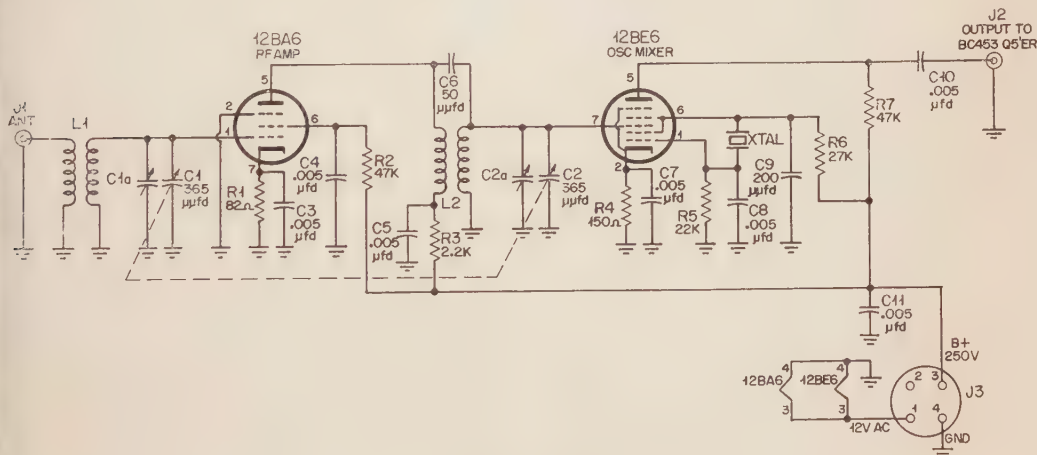 12BA6
RF AMP
12BE6
OSC MIXER
J2
OUTPUT TO
BC453 Q5'ER
J1
ANT
L1
C1a
C1
365
µµfd
2
1
5
6
7
R1
82Ω
C3
.005
µfd
C4
.005
µfd
R2
47K
C6
50
µµfd
L2
C5
.005
µfd
R3
2.2K
C2a
C2
365
µµfd
7
5
6
1
2
R4
150Ω
C7
.005
µfd
R5
22K
XTAL
C9
200
µµfd
C8
.005
µfd
R6
27K
R7
47K
C10
.005
µfd
C11
.005
µfd
B+
250V
12BA6
4
3
12BE6
4
3
12V AC
2
3
1
4
J3
GND